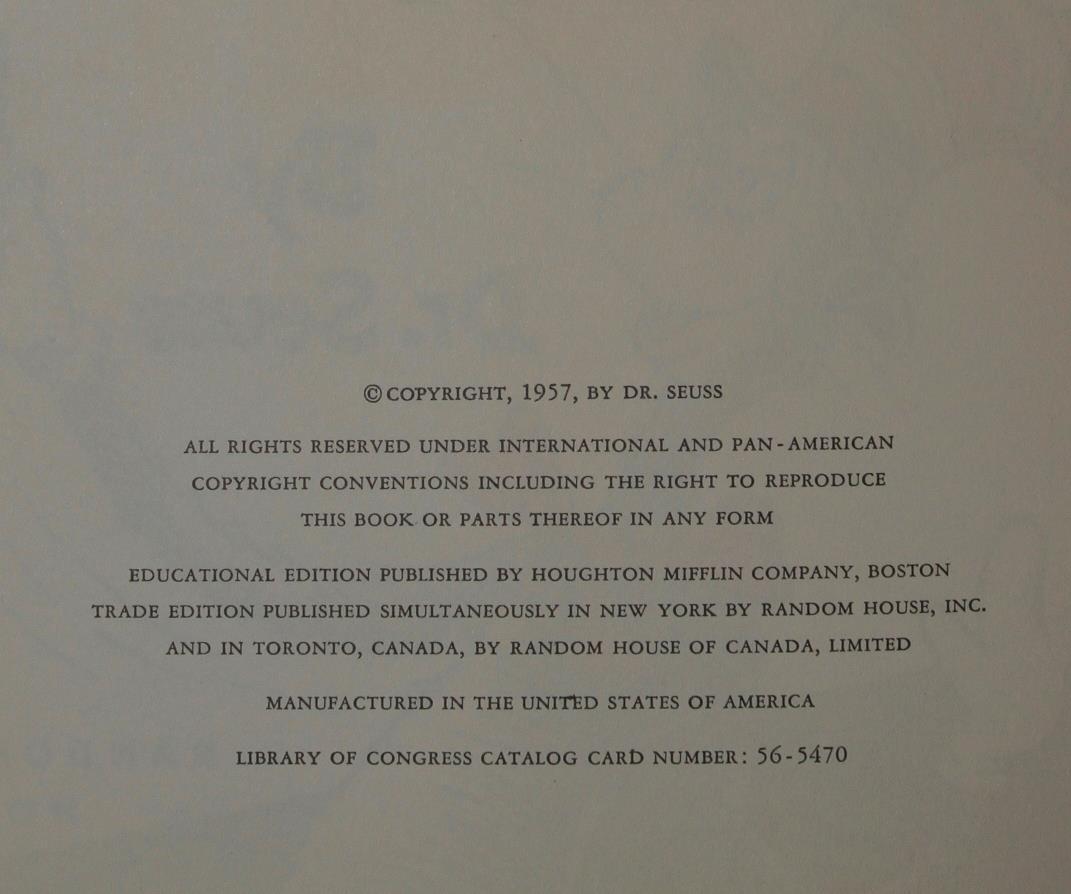 © COPYRIGHT, 1957, BY DR. SEUSS
ALL RIGHTS RESERVED UNDER INTERNATIONAL AND PAN-AMERICAN
COPYRIGHT CONVENTIONS INCLUDING THE RIGHT TO REPRODUCE
THIS BOOK OR PARTS THEREOF IN ANY FORM
EDUCATIONAL EDITION PUBLISHED BY HOUGHTON MIFFLIN COMPANY, BOSTON
TRADE EDITION PUBLISHED SIMULTANEOUSLY IN NEW YORK BY RANDOM HOUSE, INC.
AND IN TORONTO, CANADA, BY RANDOM HOUSE OF CANADA, LIMITED
MANUFACTURED IN THE UNITED STATES OF AMERICA
LIBRARY OF CONGRESS CATALOG CARD NUMBER: 56-5470